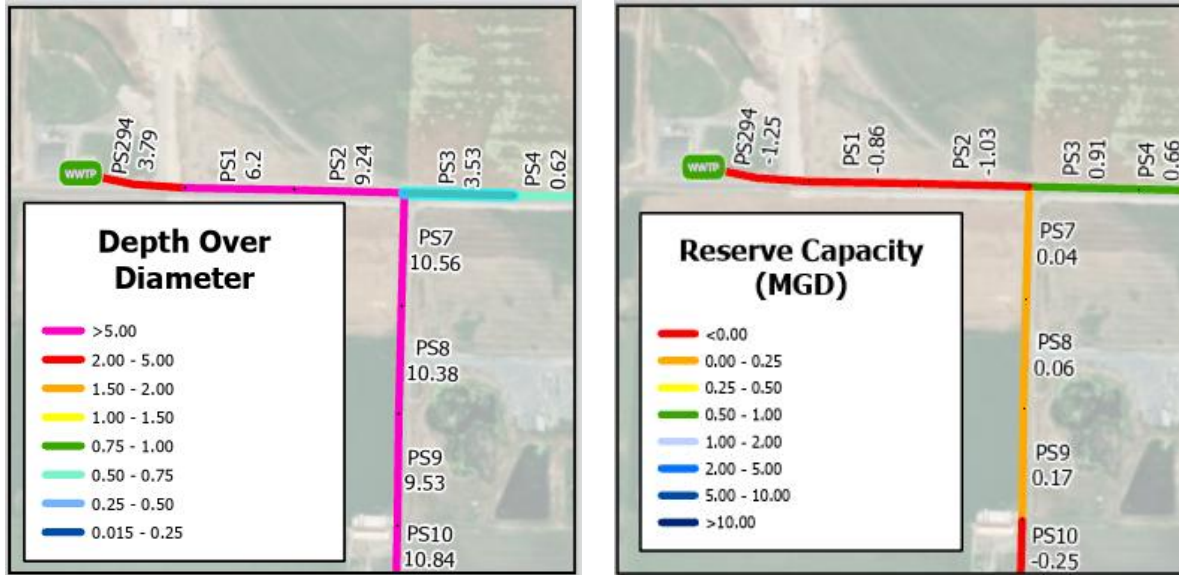 WWTP
PS294
3.79
PS1
6.2
PS2
9.24
PS3
3.53
PS4
0.62
PS7
10.56
PS8
10.38
PS9
9.53
PS10
10.84
Depth Over
Diameter
>5.00
2.00 - 5.00
1.50 - 2.00
1.00 - 1.50
0.75 - 1.00
0.50 - 0.75
0.25 - 0.50
0.015 - 0.25
WWTP
PS294
-1.25
PS1
-0.86
PS2
-1.03
PS3
0.91
PS4
0.66
PS7
0.04
PS8
0.06
PS9
0.17
PS10
-0.25
Reserve Capacity
(MGD)
<0.00
0.00 - 0.25
0.25 - 0.50
0.50 - 1.00
1.00 - 2.00
2.00 - 5.00
5.00 - 10.00
>10.00